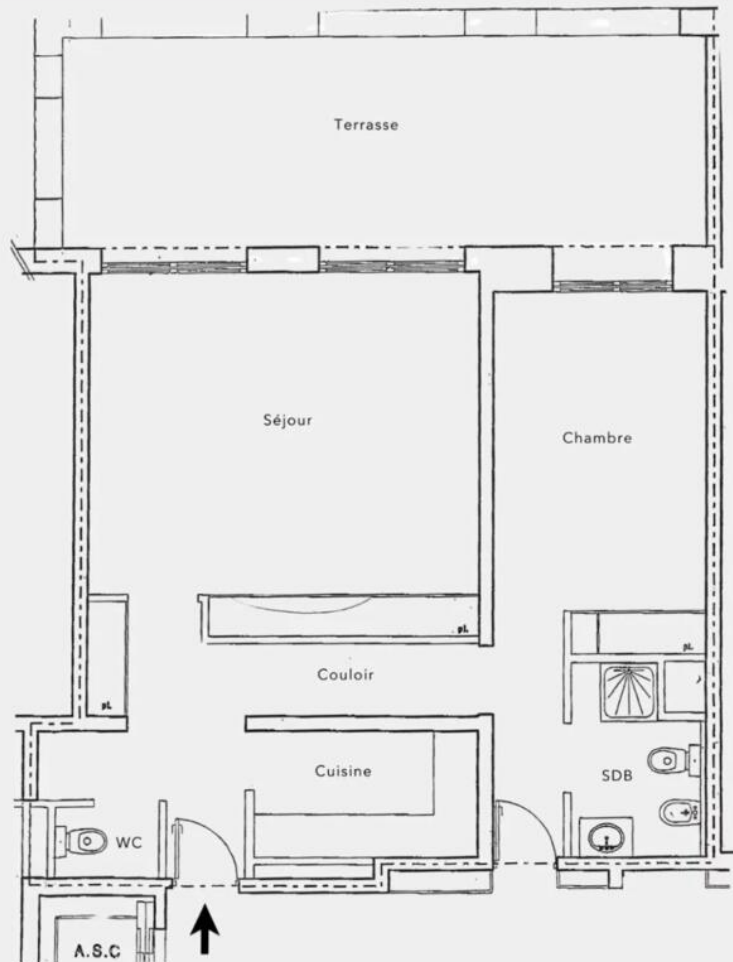 Terrasse
Séjour
Chambre
pl.
pl.
Couloir
pl.
Cuisine
SDB
WC
A.S.C